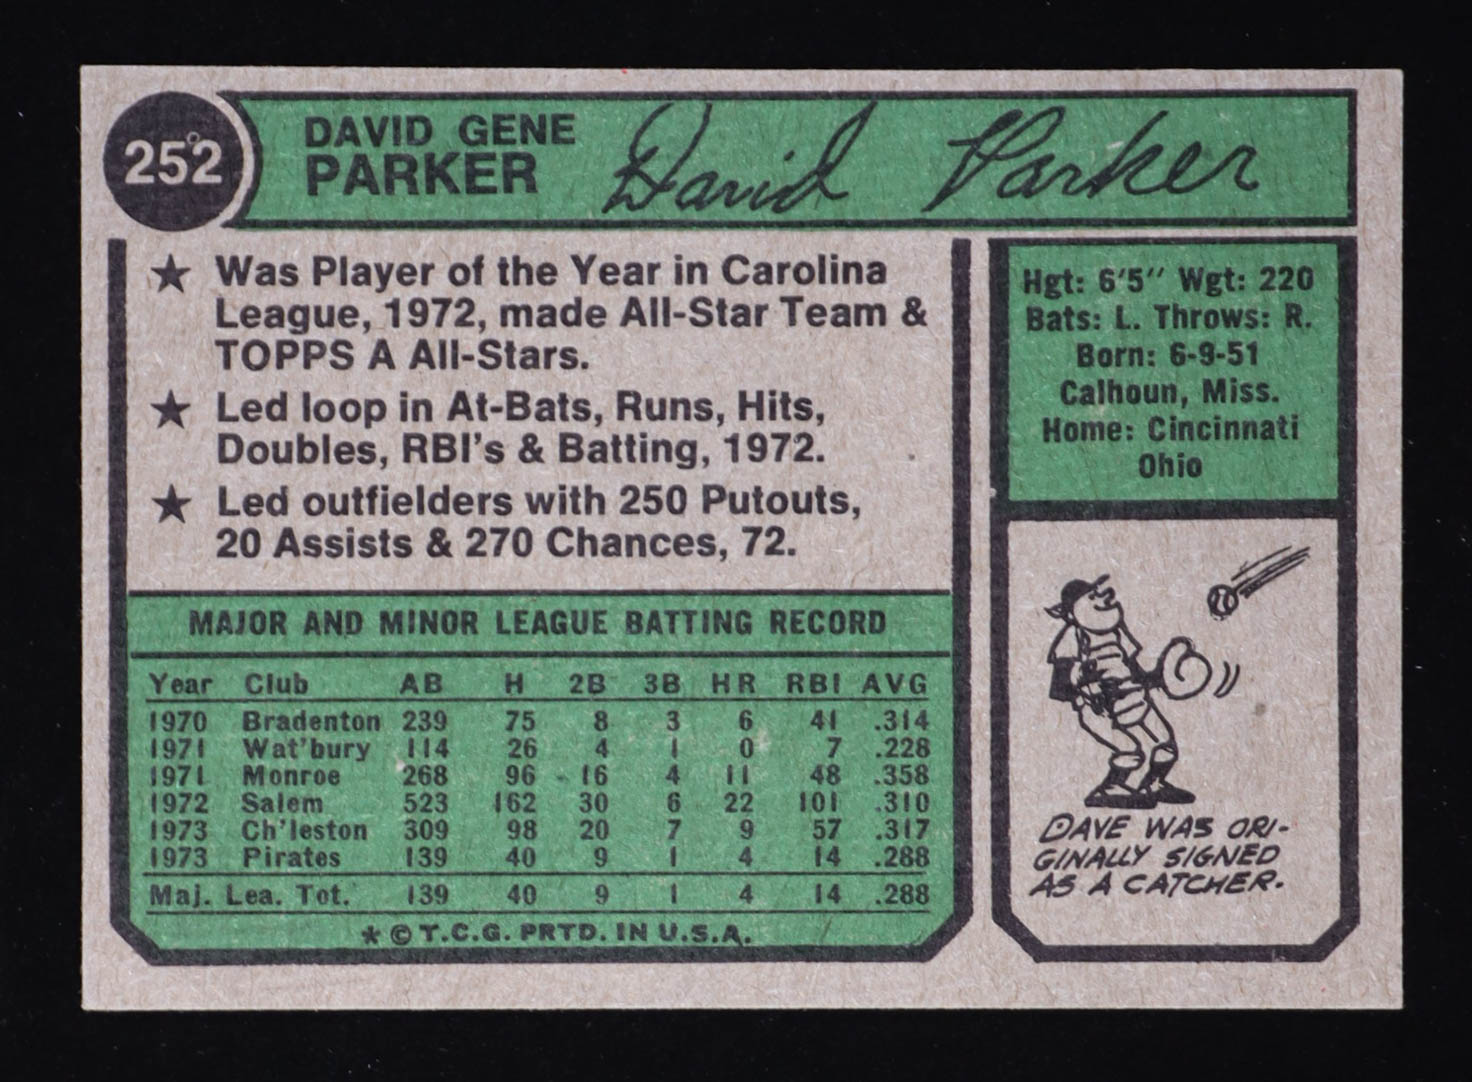 252
DAVID GENE
PARKER
David Parker
★ Was Player of the Year in Carolina
League, 1972, made All-Star Team &
TOPPS A All-Stars.
★ Led loop in At-Bats, Runs, Hits,
Doubles, RBI's & Batting, 1972.
★ Led outfielders with 250 Putouts,
20 Assists & 270 Chances, 72.
Hgt: 6'5" Wgt: 220
Bats: L. Throws: R.
Born: 6-9-51
Calhoun, Miss.
Home: Cincinnati
Ohio
MAJOR AND MINOR LEAGUE BATTING RECORD
Year Club AB H 2B 3B HR RBI AVG
1970 Bradenton 239 75 8 3 6 41 .314
1971 Wat'bury 114 26 4 1 0 7 .228
1971 Monroe 268 96 16 4 11 48 .358
1972 Salem 523 162 30 6 22 101 .310
1973 Ch'leston 309 98 20 7 9 57 .317
1973 Pirates 139 40 9 1 4 14 .288
Maj. Lea. Tot. 139 40 9 1 4 14 .288
* © T.C.G. PRTD. IN U.S.A.
DAVE WAS ORI-
GINALLY SIGNED
AS A CATCHER.